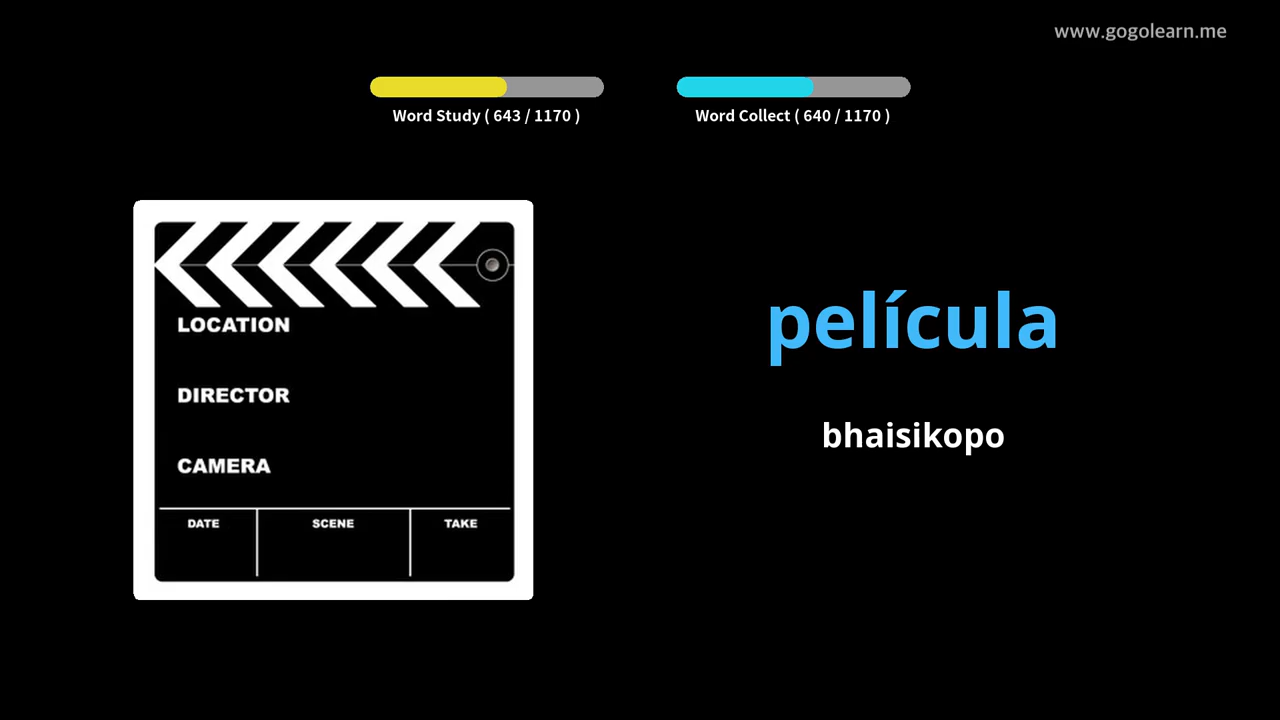 www.gogolearn.me
Word Study ( 643 / 1170 )
Word Collect ( 640 / 1170 )
LOCATION
DIRECTOR
CAMERA
DATE
SCENE
TAKE
película
bhaisikopo